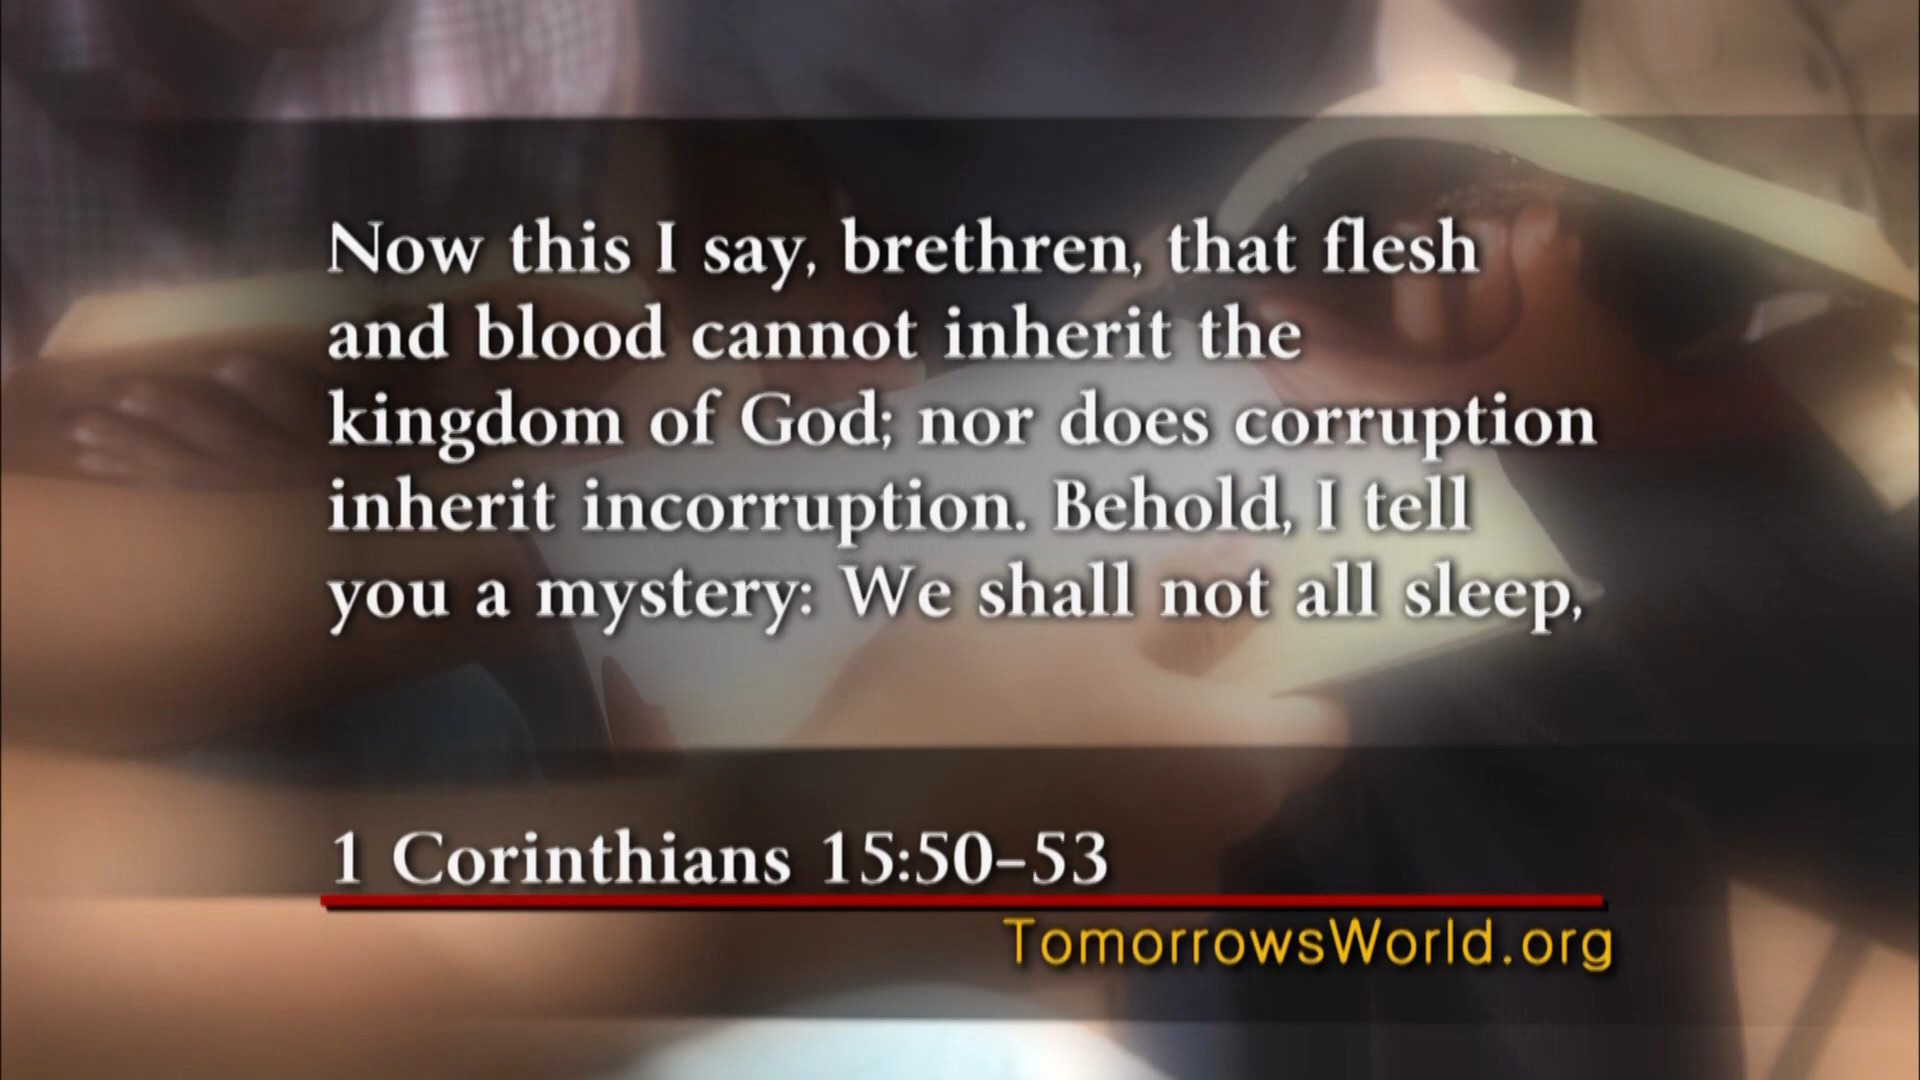 Now this I say, brethren, that flesh
and blood cannot inherit the
kingdom of God; nor does corruption
inherit incorruption. Behold, I tell
you a mystery: We shall not all sleep,
1 Corinthians 15:50–53
TomorrowsWorld.org